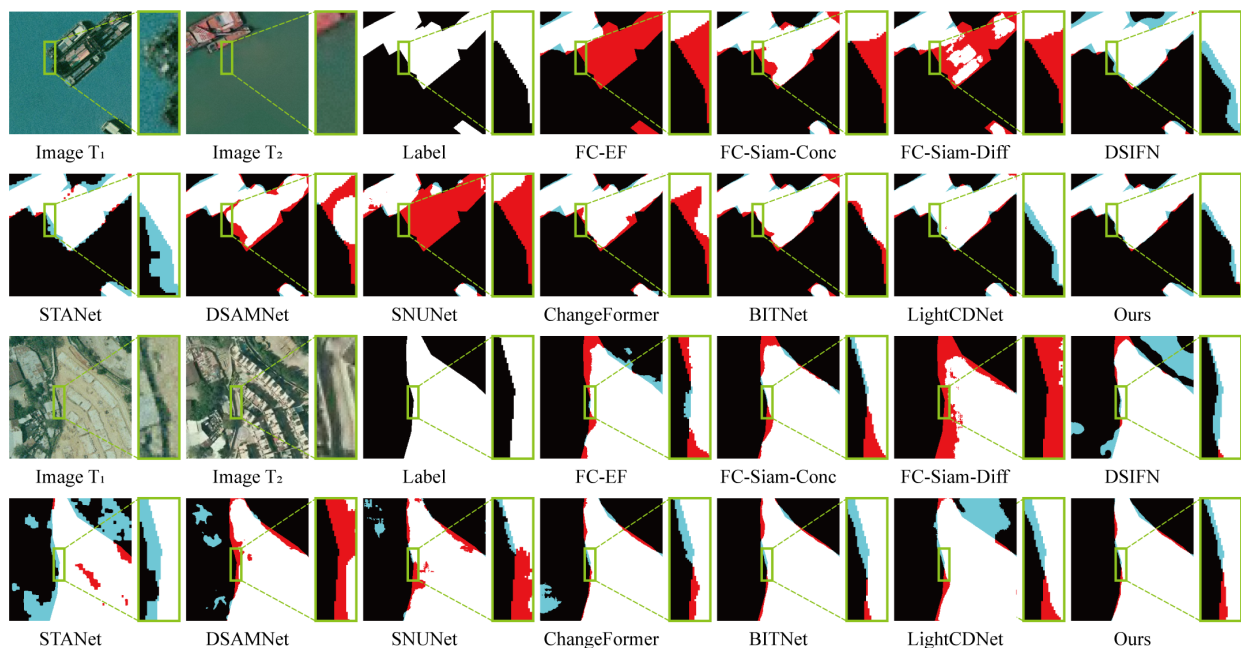 Image T₁ Image T₂ Label FC-EF FC-Siam-Conc FC-Siam-Diff DSIFN
STANet DSAMNet SNUNet ChangeFormer BITNet LightCDNet Ours
Image T₁ Image T₂ Label FC-EF FC-Siam-Conc FC-Siam-Diff DSIFN
STANet DSAMNet SNUNet ChangeFormer BITNet LightCDNet Ours